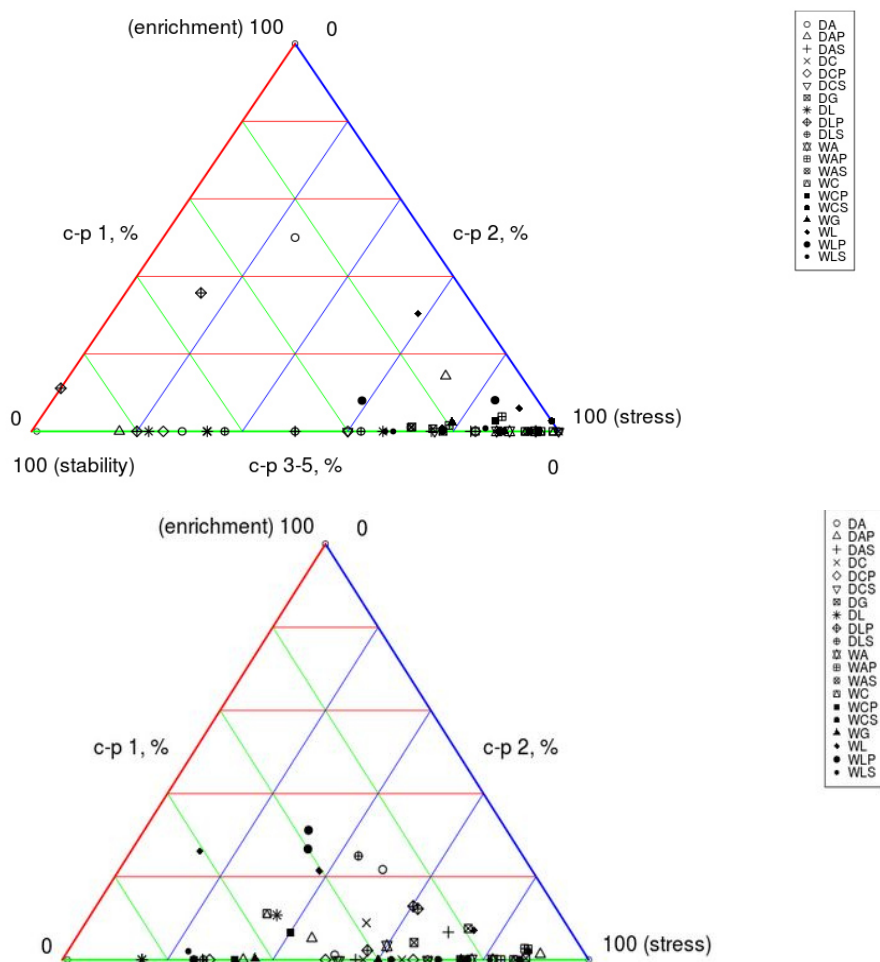 (enrichment) 100 0
c-p 1, %
c-p 2, %
0
100 (stress)
100 (stability)
c-p 3-5, %
0
DA
DAP
DAS
DC
DCP
DCS
DG
DL
DLP
DLS
WA
WAP
WAS
WC
WCP
WCS
WG
WL
WLP
WLS
(enrichment) 100 0
c-p 1, %
c-p 2, %
0
100 (stress)
DA
DAP
DAS
DC
DCP
DCS
DG
DL
DLP
DLS
WA
WAP
WAS
WC
WCP
WCS
WG
WL
WLP
WLS